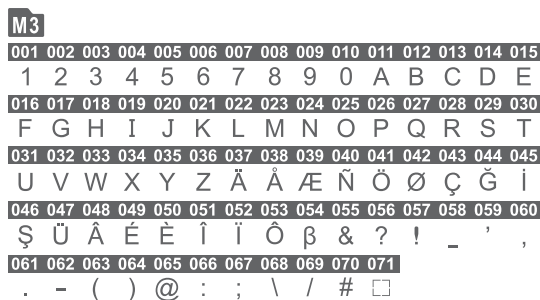 M3
001 002 003 004 005 006 007 008 009 010 011 012 013 014 015
1 2 3 4 5 6 7 8 9 0 A B C D E
016 017 018 019 020 021 022 023 024 025 026 027 028 029 030
F G H I J K L M N O P Q R S T
031 032 033 034 035 036 037 038 039 040 041 042 043 044 045
U V W X Y Z Ä Å Æ Ñ Ö Ø Ç Ğ İ
046 047 048 049 050 051 052 053 054 055 056 057 058 059 060
Ş Ü Â É È Î Ï Ô β & ? ! _ ’ ,
061 062 063 064 065 066 067 068 069 070 071
. - ( ) @ : ; \ / # ⛶